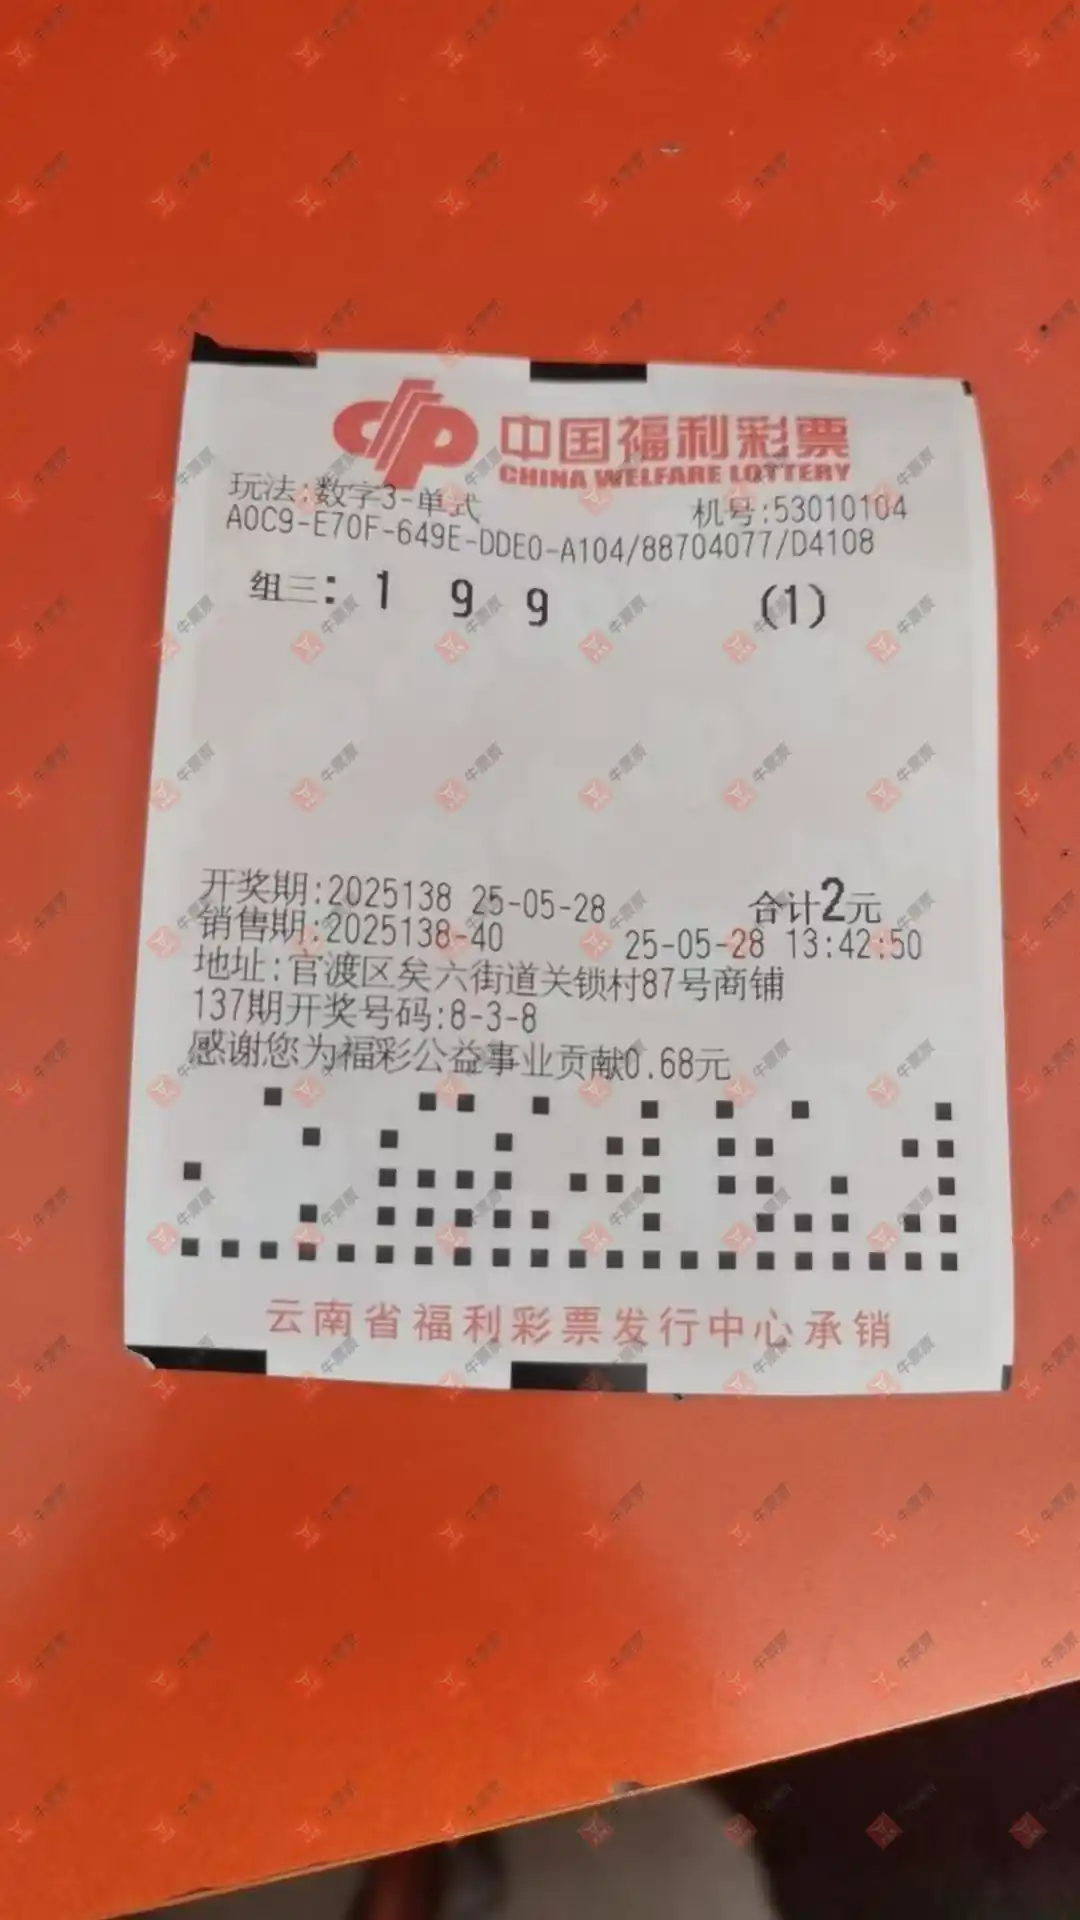 中国福利彩票
CHINA WELFARE LOTTERY
玩法:数字3-单式 机号:53010104
A0C9-E70F-649E-DDE0-A104/88704077/D4108
组三: 1 9 9 (1)
开奖期:2025138 25-05-28 合计2元
销售期:2025138-40 25-05-28 13:42:50
地址:官渡区矣六街道关锁村87号商铺
137期开奖号码:8-3-8
感谢您为福彩公益事业贡献0.68元
云南省福利彩票发行中心承销